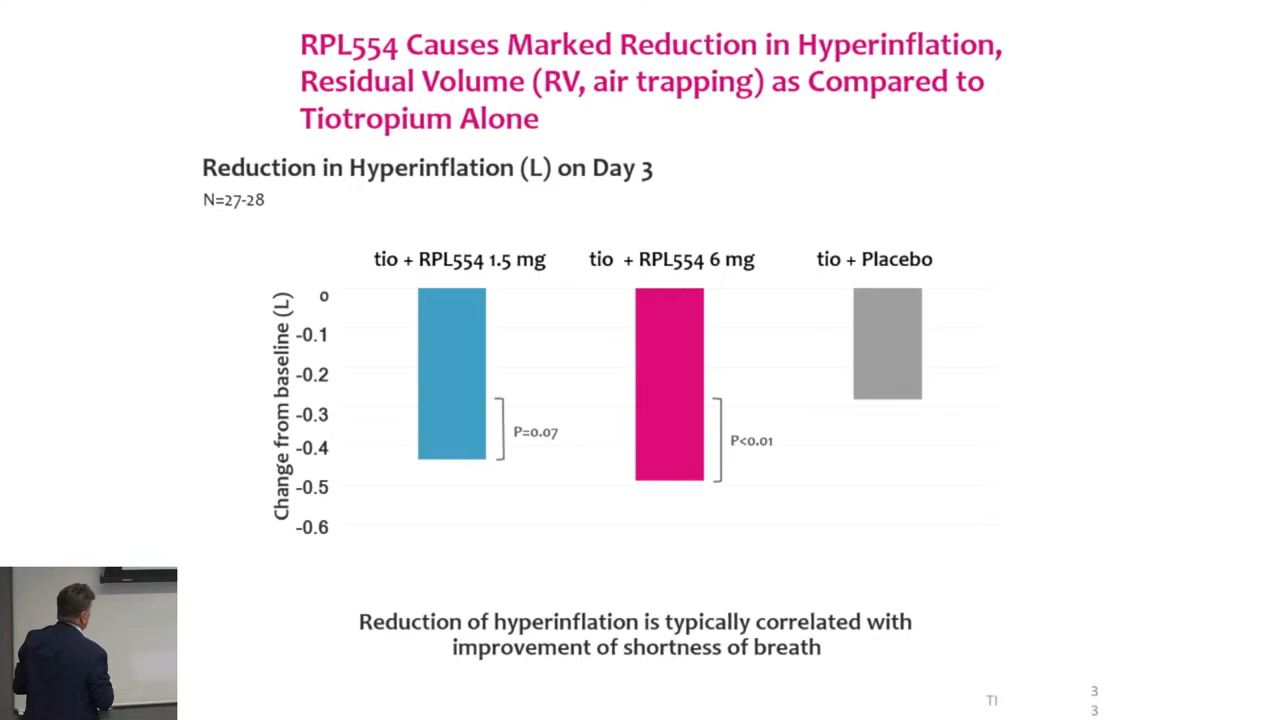 RPL554 Causes Marked Reduction in Hyperinflation,
Residual Volume (RV, air trapping) as Compared to
Tiotropium Alone
Reduction in Hyperinflation (L) on Day 3
N=27-28
tio + RPL554 1.5 mg
tio + RPL554 6 mg
tio + Placebo
Change from baseline (L)
0
-0.1
-0.2
-0.3
-0.4
-0.5
-0.6
P=0.07
P<0.01
Reduction of hyperinflation is typically correlated with
improvement of shortness of breath
TI
3
3